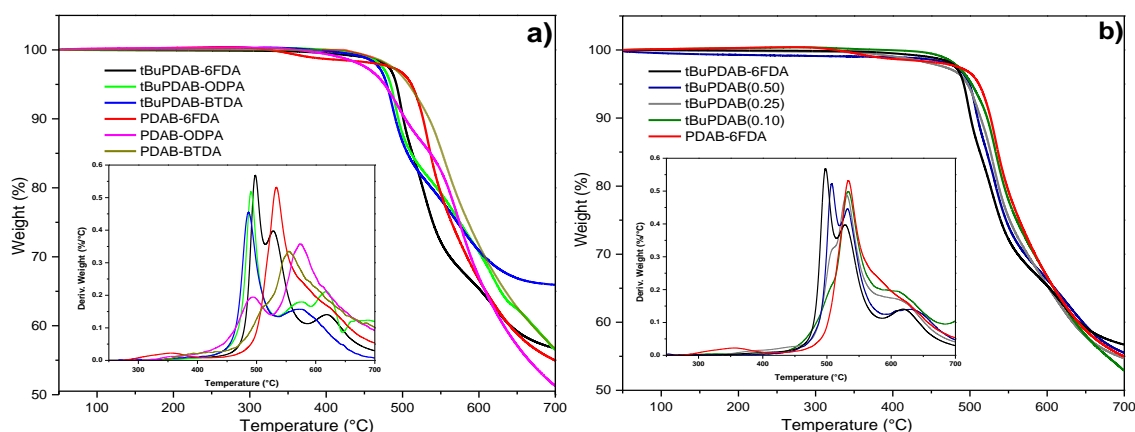 a)
100
90
80
70
60
50
Weight (%)
tBuPDAB-6FDA
tBuPDAB-ODPA
tBuPDAB-BTDA
PDAB-6FDA
PDAB-ODPA
PDAB-BTDA
0.6
0.5
0.4
0.3
0.2
0.1
0.0
Deriv. Weight (%/°C)
300 400 500 600 700
Temperature (°C)
100 200 300 400 500 600 700
Temperature (°C)
b)
100
90
80
70
60
50
Weight (%)
tBuPDAB-6FDA
tBuPDAB(0.50)
tBuPDAB(0.25)
tBuPDAB(0.10)
PDAB-6FDA
0.6
0.5
0.4
0.3
0.2
0.1
0.0
Deriv. Weight (%/°C)
300 400 500 600 700
Temperature (°C)
100 200 300 400 500 600 700
Temperature (°C)